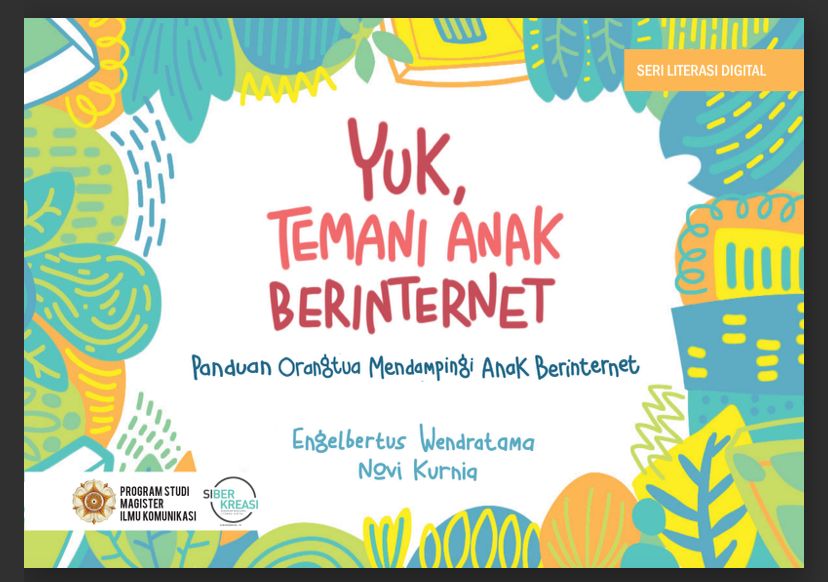 SERI LITERASI DIGITAL
YUK,
TEMANI ANAK
BERINTERNET
Panduan Orangtua Mendampingi Anak Berinternet
Engelbertus Wendratama
Novi Kurnia
PROGRAM STUDI
MAGISTER
ILMU KOMUNIKASI
SIBER
KREASI